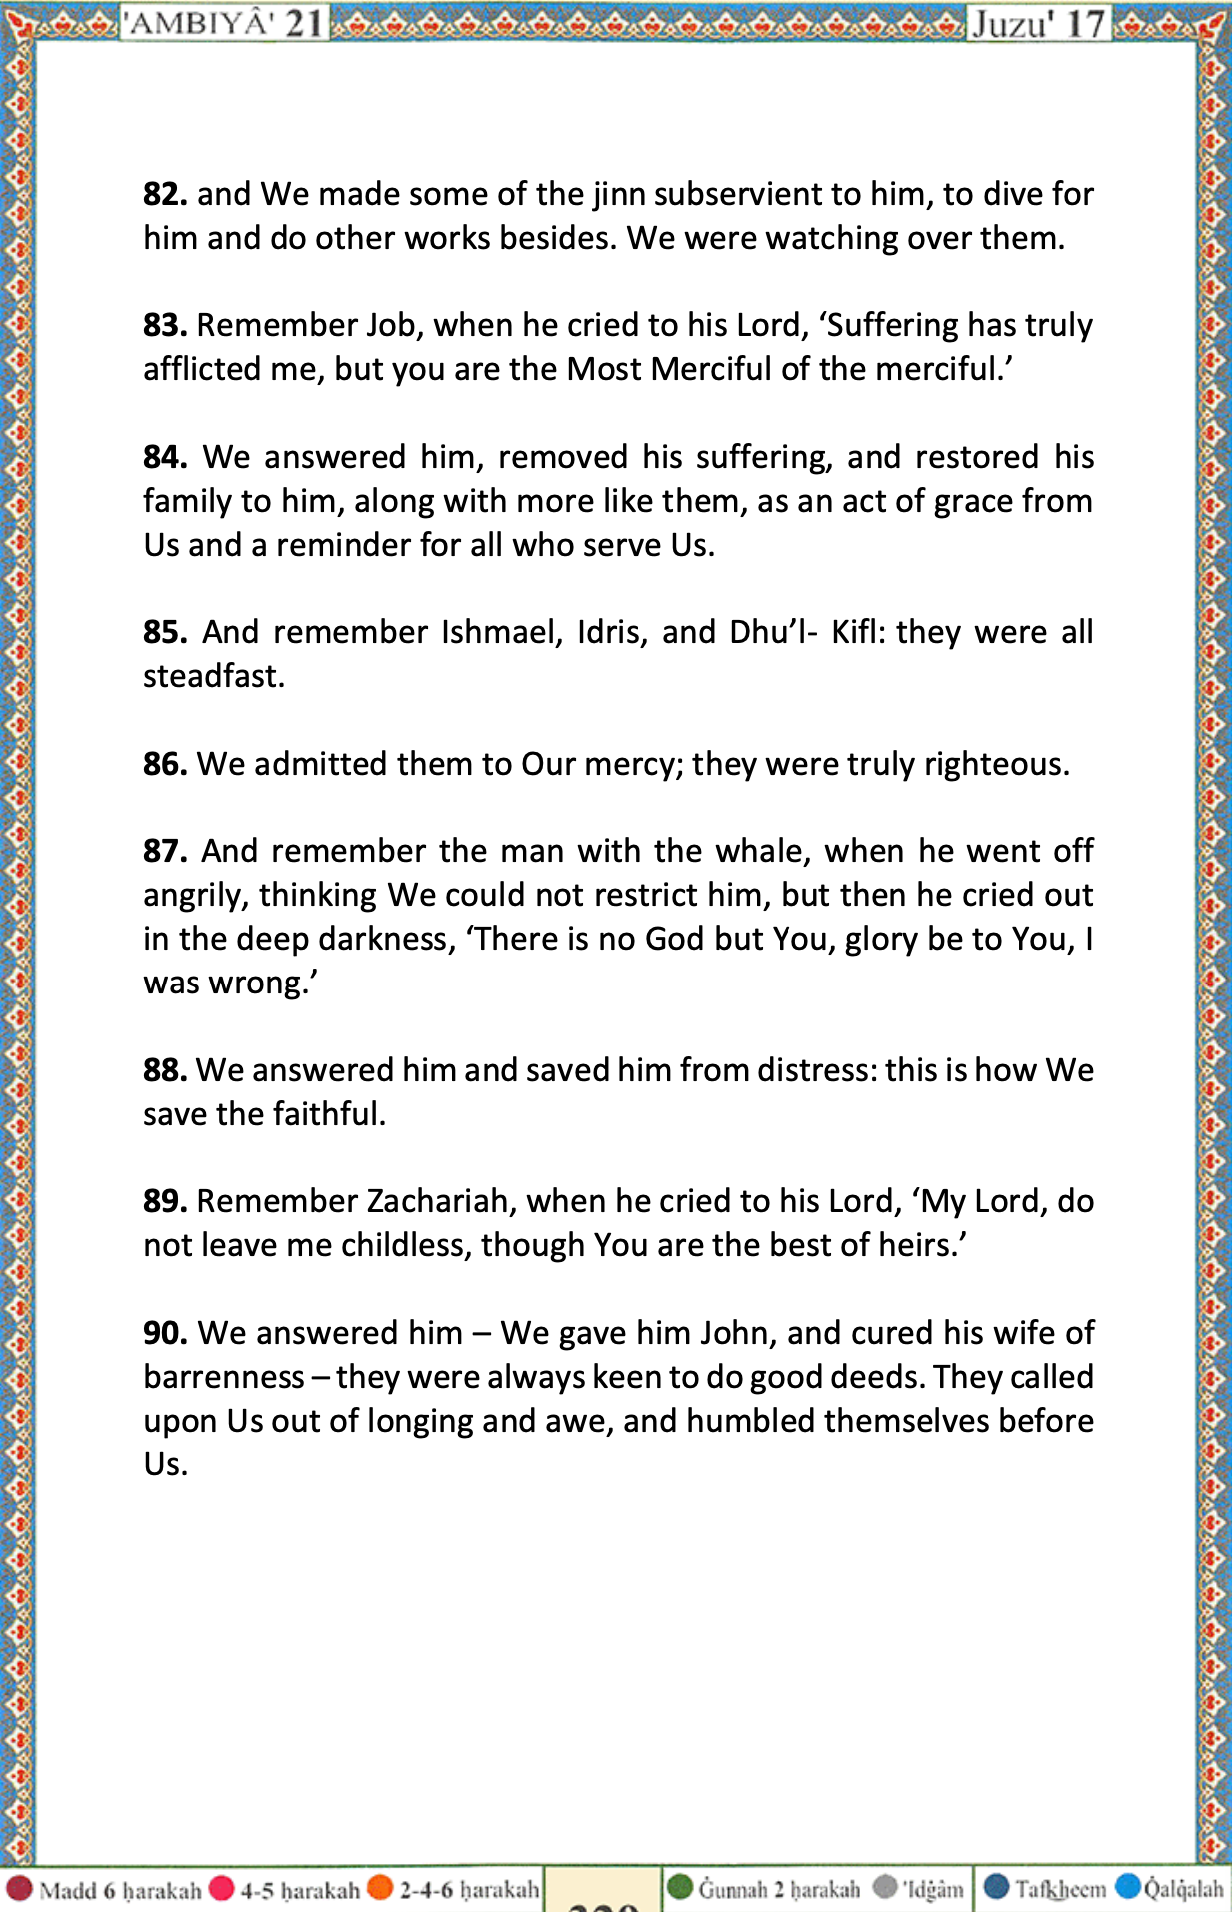 'AMBIYÂ' 21
Juzu' 17
82. and We made some of the jinn subservient to him, to dive for
him and do other works besides. We were watching over them.
83. Remember Job, when he cried to his Lord, ‘Suffering has truly
afflicted me, but you are the Most Merciful of the merciful.’
84. We answered him, removed his suffering, and restored his
family to him, along with more like them, as an act of grace from
Us and a reminder for all who serve Us.
85. And remember Ishmael, Idris, and Dhu’l- Kifl: they were all
steadfast.
86. We admitted them to Our mercy; they were truly righteous.
87. And remember the man with the whale, when he went off
angrily, thinking We could not restrict him, but then he cried out
in the deep darkness, ‘There is no God but You, glory be to You, I
was wrong.’
88. We answered him and saved him from distress: this is how We
save the faithful.
89. Remember Zachariah, when he cried to his Lord, ‘My Lord, do
not leave me childless, though You are the best of heirs.’
90. We answered him – We gave him John, and cured his wife of
barrenness – they were always keen to do good deeds. They called
upon Us out of longing and awe, and humbled themselves before
Us.
Madd 6 ḥarakah 4-5 ḥarakah 2-4-6 ḥarakah
Ġunnah 2 ḥarakah 'Idġâm
Tafkheem Q̇alq̇alah